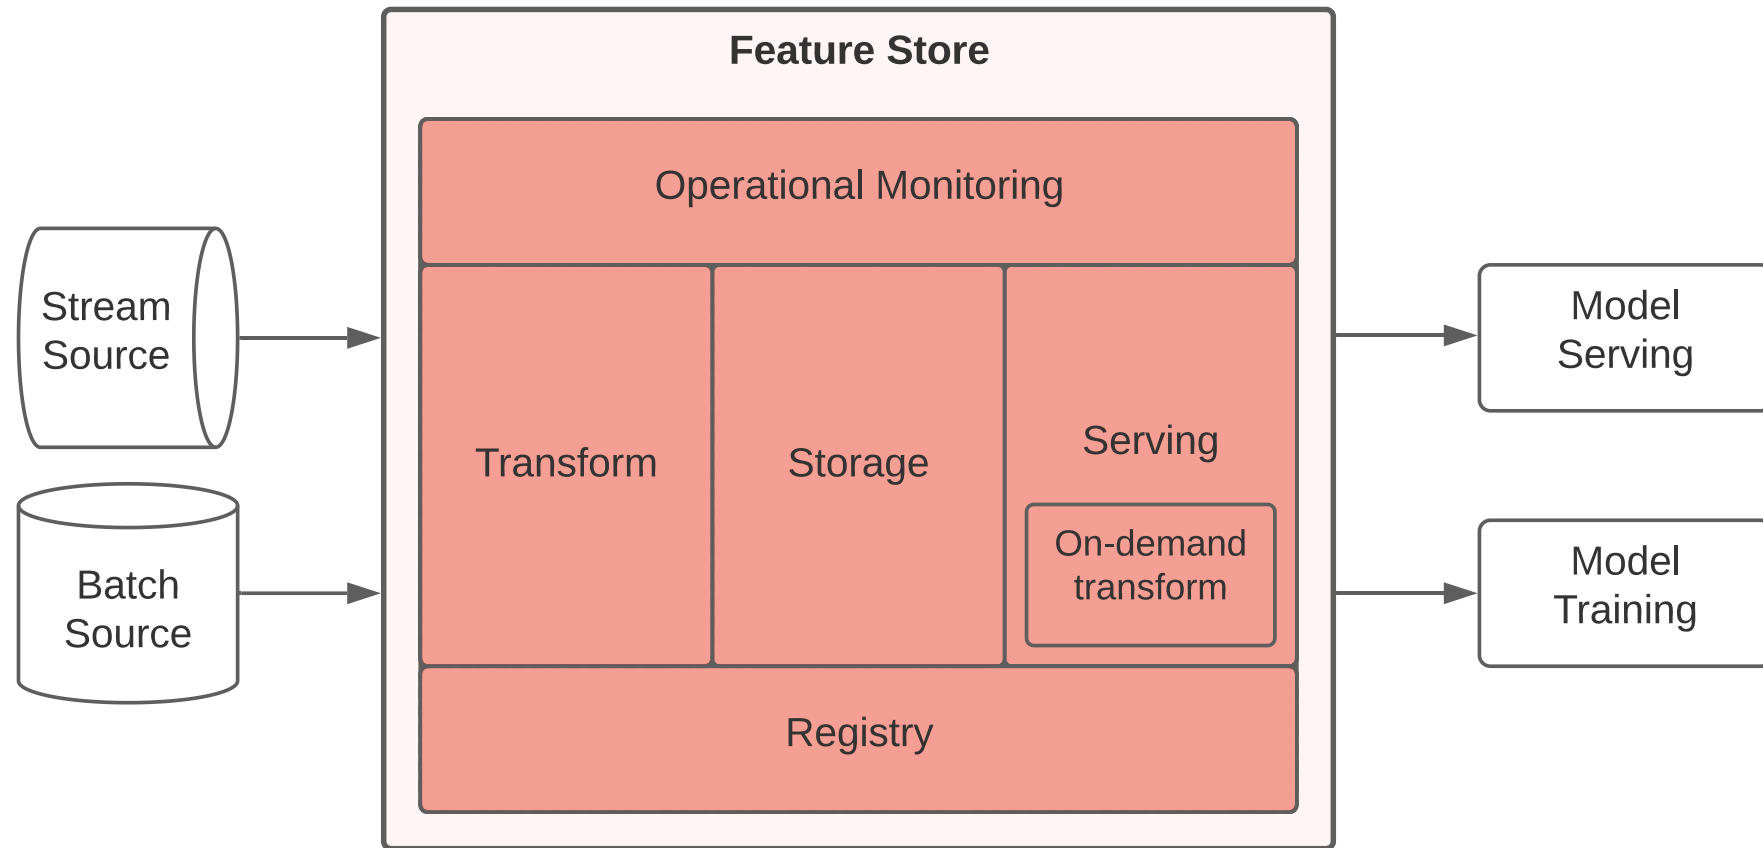 Feature Store
Operational Monitoring
Stream
Source
Batch
Source
Transform
Storage
Serving
On-demand
transform
Registry
Model
Serving
Model
Training